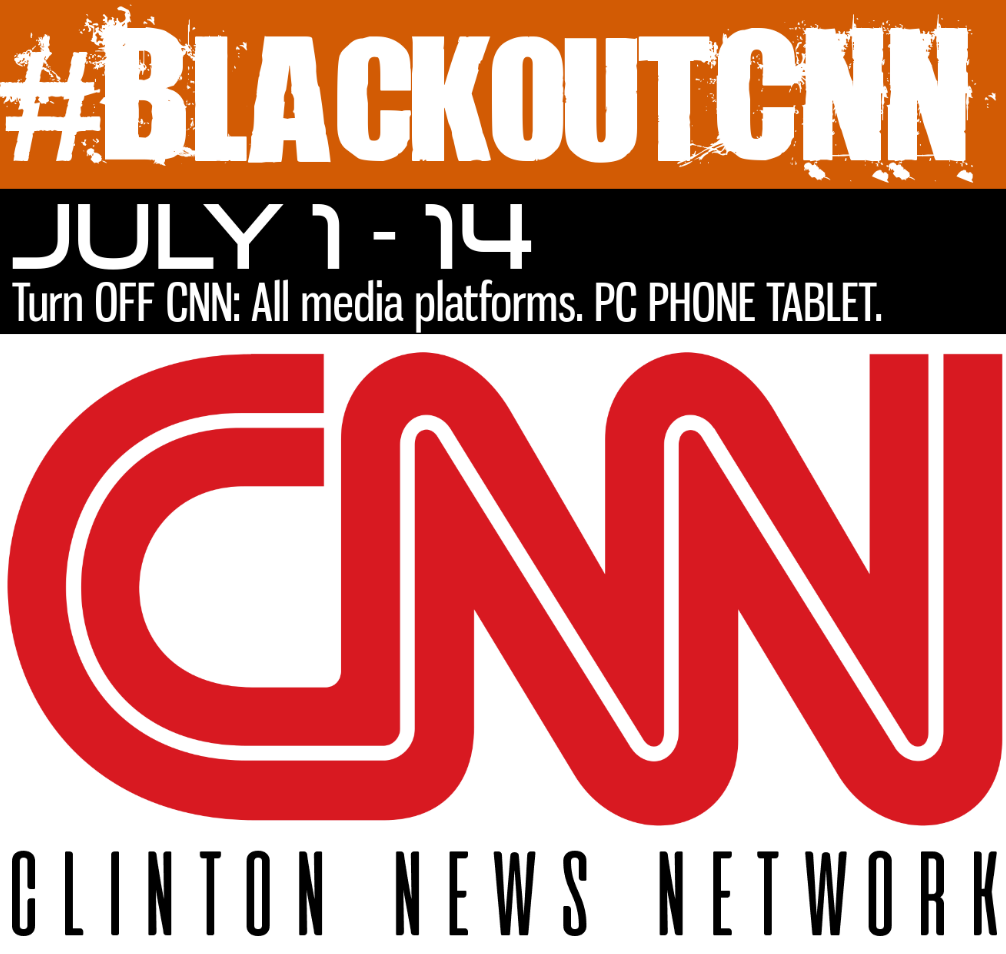 #BLACKOUTCNN
JULY 1 - 14
Turn OFF CNN: All media platforms. PC PHONE TABLET.
CNN
CLINTON NEWS NETWORK